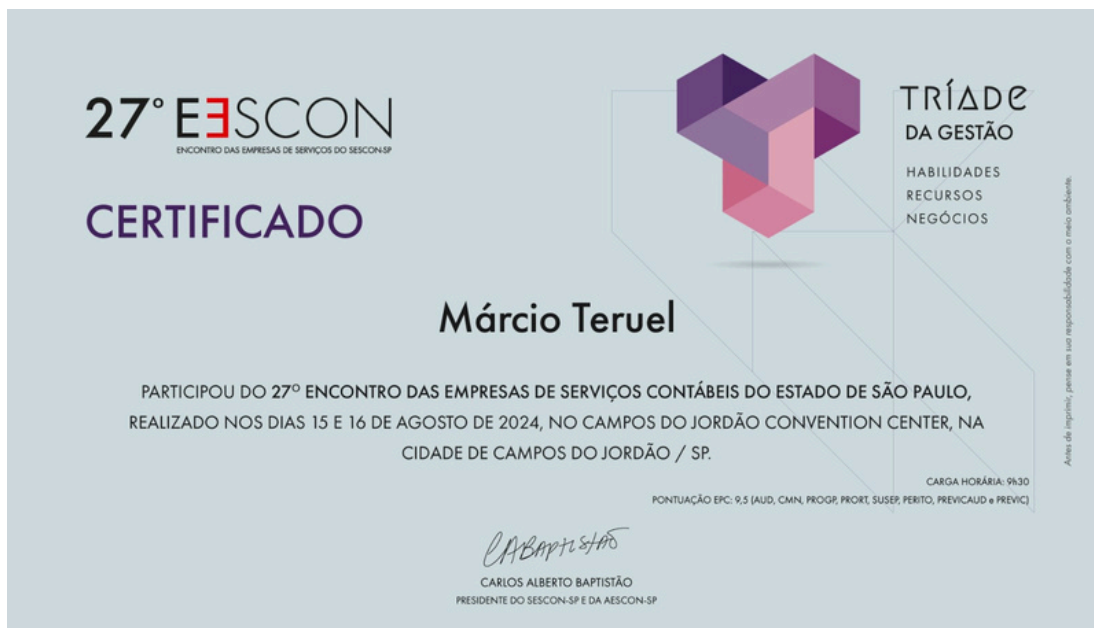 27° EESCON
ENCONTRO DAS EMPRESAS DE SERVIÇOS DO SESCON-SP
CERTIFICADO
TRÍADE
DA GESTÃO
HABILIDADES
RECURSOS
NEGÓCIOS
Márcio Teruel
PARTICIPOU DO 27º ENCONTRO DAS EMPRESAS DE SERVIÇOS CONTÁBEIS DO ESTADO DE SÃO PAULO,
REALIZADO NOS DIAS 15 E 16 DE AGOSTO DE 2024, NO CAMPOS DO JORDÃO CONVENTION CENTER, NA
CIDADE DE CAMPOS DO JORDÃO / SP.
CARGA HORÁRIA: 9h30
PONTUAÇÃO EPC: 9,5 (AUD, CMN, PROGP, PRORT, SUSEP, PERITO, PREVICAUD e PREVIC)
CABAPTISTÃO
CARLOS ALBERTO BAPTISTÃO
PRESIDENTE DO SESCON-SP E DA AESCON-SP
Antes de imprimir, pense em sua responsabilidade com o meio ambiente.